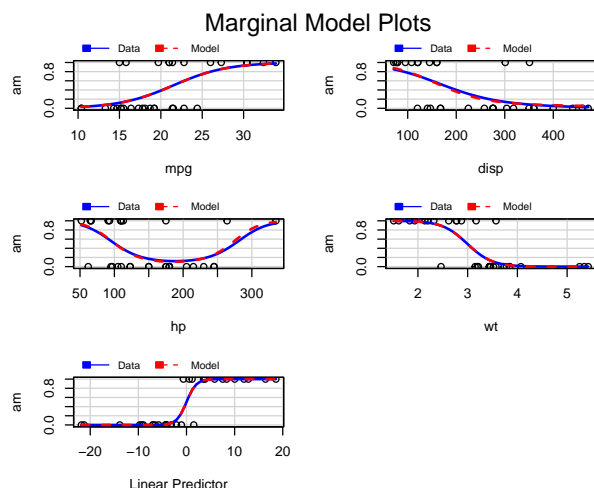 Marginal Model Plots
Data Model
am
0.0 0.8
10 15 20 25 30
mpg
Data Model
am
0.0 0.8
100 200 300 400
disp
Data Model
am
0.0 0.8
50 100 200 300
hp
Data Model
am
0.0 0.8
2 3 4 5
wt
Data Model
am
0.0 0.8
−20 −10 0 10 20
Linear Predictor